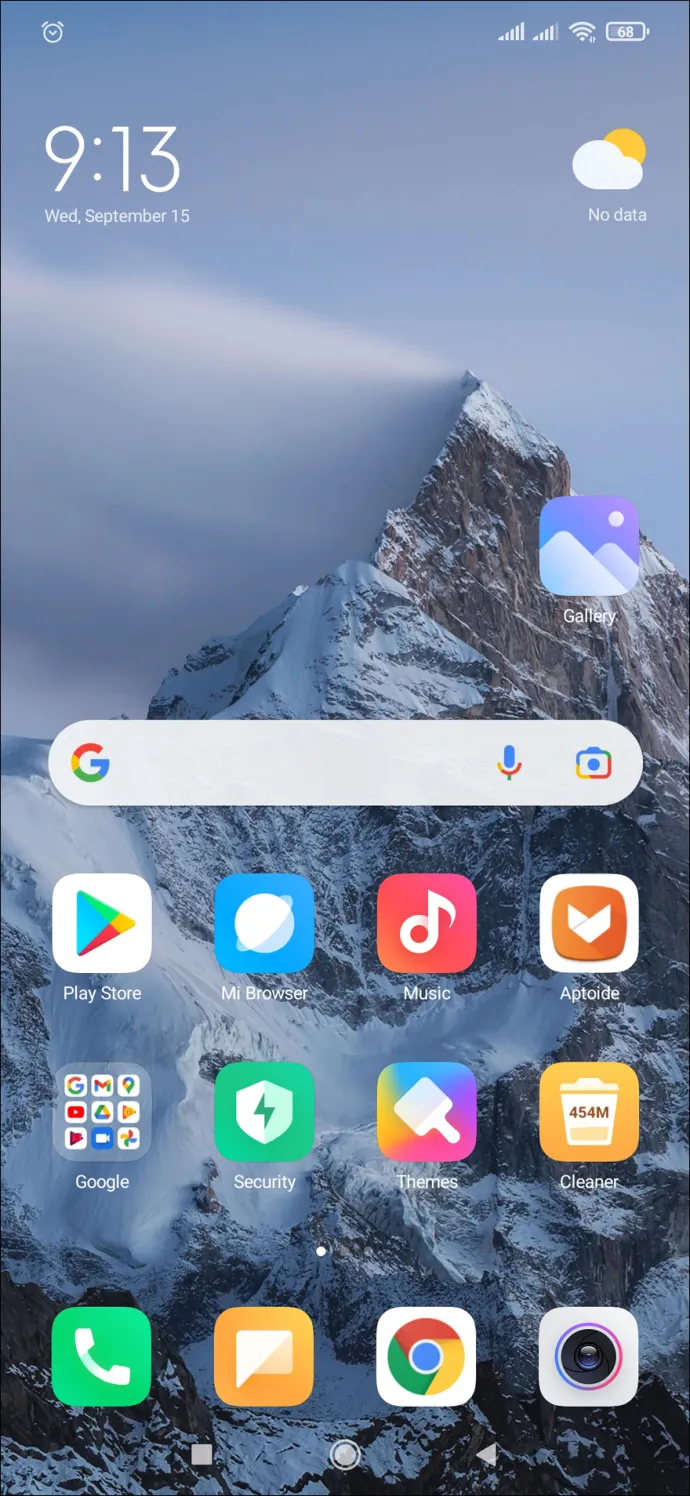 68
9:13
Wed, September 15
No data
Gallery
Play Store
Mi Browser
Music
Aptoide
454M
Google
Security
Themes
Cleaner